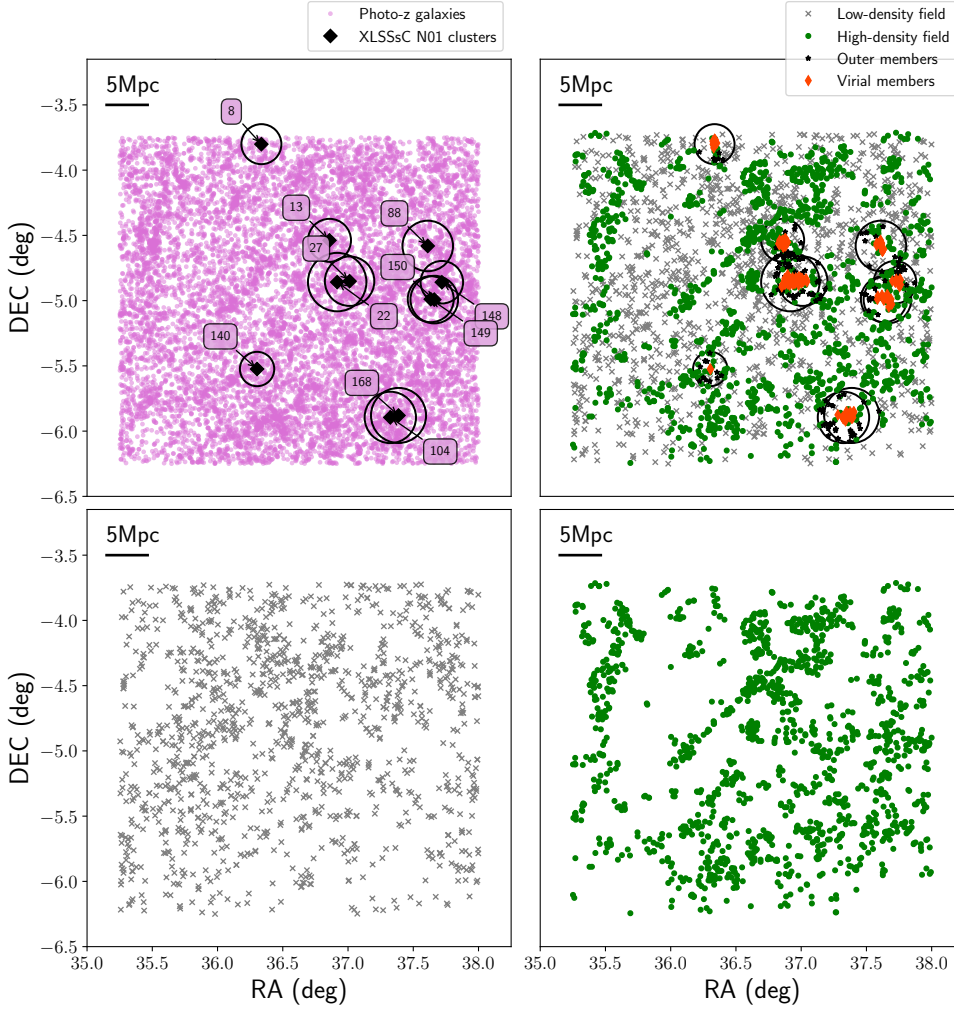 Photo-z galaxies
XLSSsC N01 clusters
Low-density field
High-density field
Outer members
Virial members
5Mpc
8
13
27
88
150
22
148
149
140
168
104
−3.5
−4.0
−4.5
−5.0
−5.5
−6.0
−6.5
DEC (deg)
5Mpc
5Mpc
−3.5
−4.0
−4.5
−5.0
−5.5
−6.0
−6.5
DEC (deg)
35.0 35.5 36.0 36.5 37.0 37.5 38.0
RA (deg)
5Mpc
35.0 35.5 36.0 36.5 37.0 37.5 38.0
RA (deg)